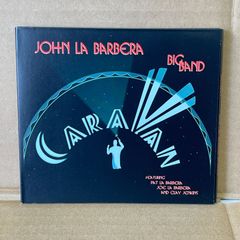 JOHN LA BARBERA
BIG BAND
CARAVAN
FEATURING
PAT LA BARBERA
JOE LA BARBERA
AND CLAY JENKINS